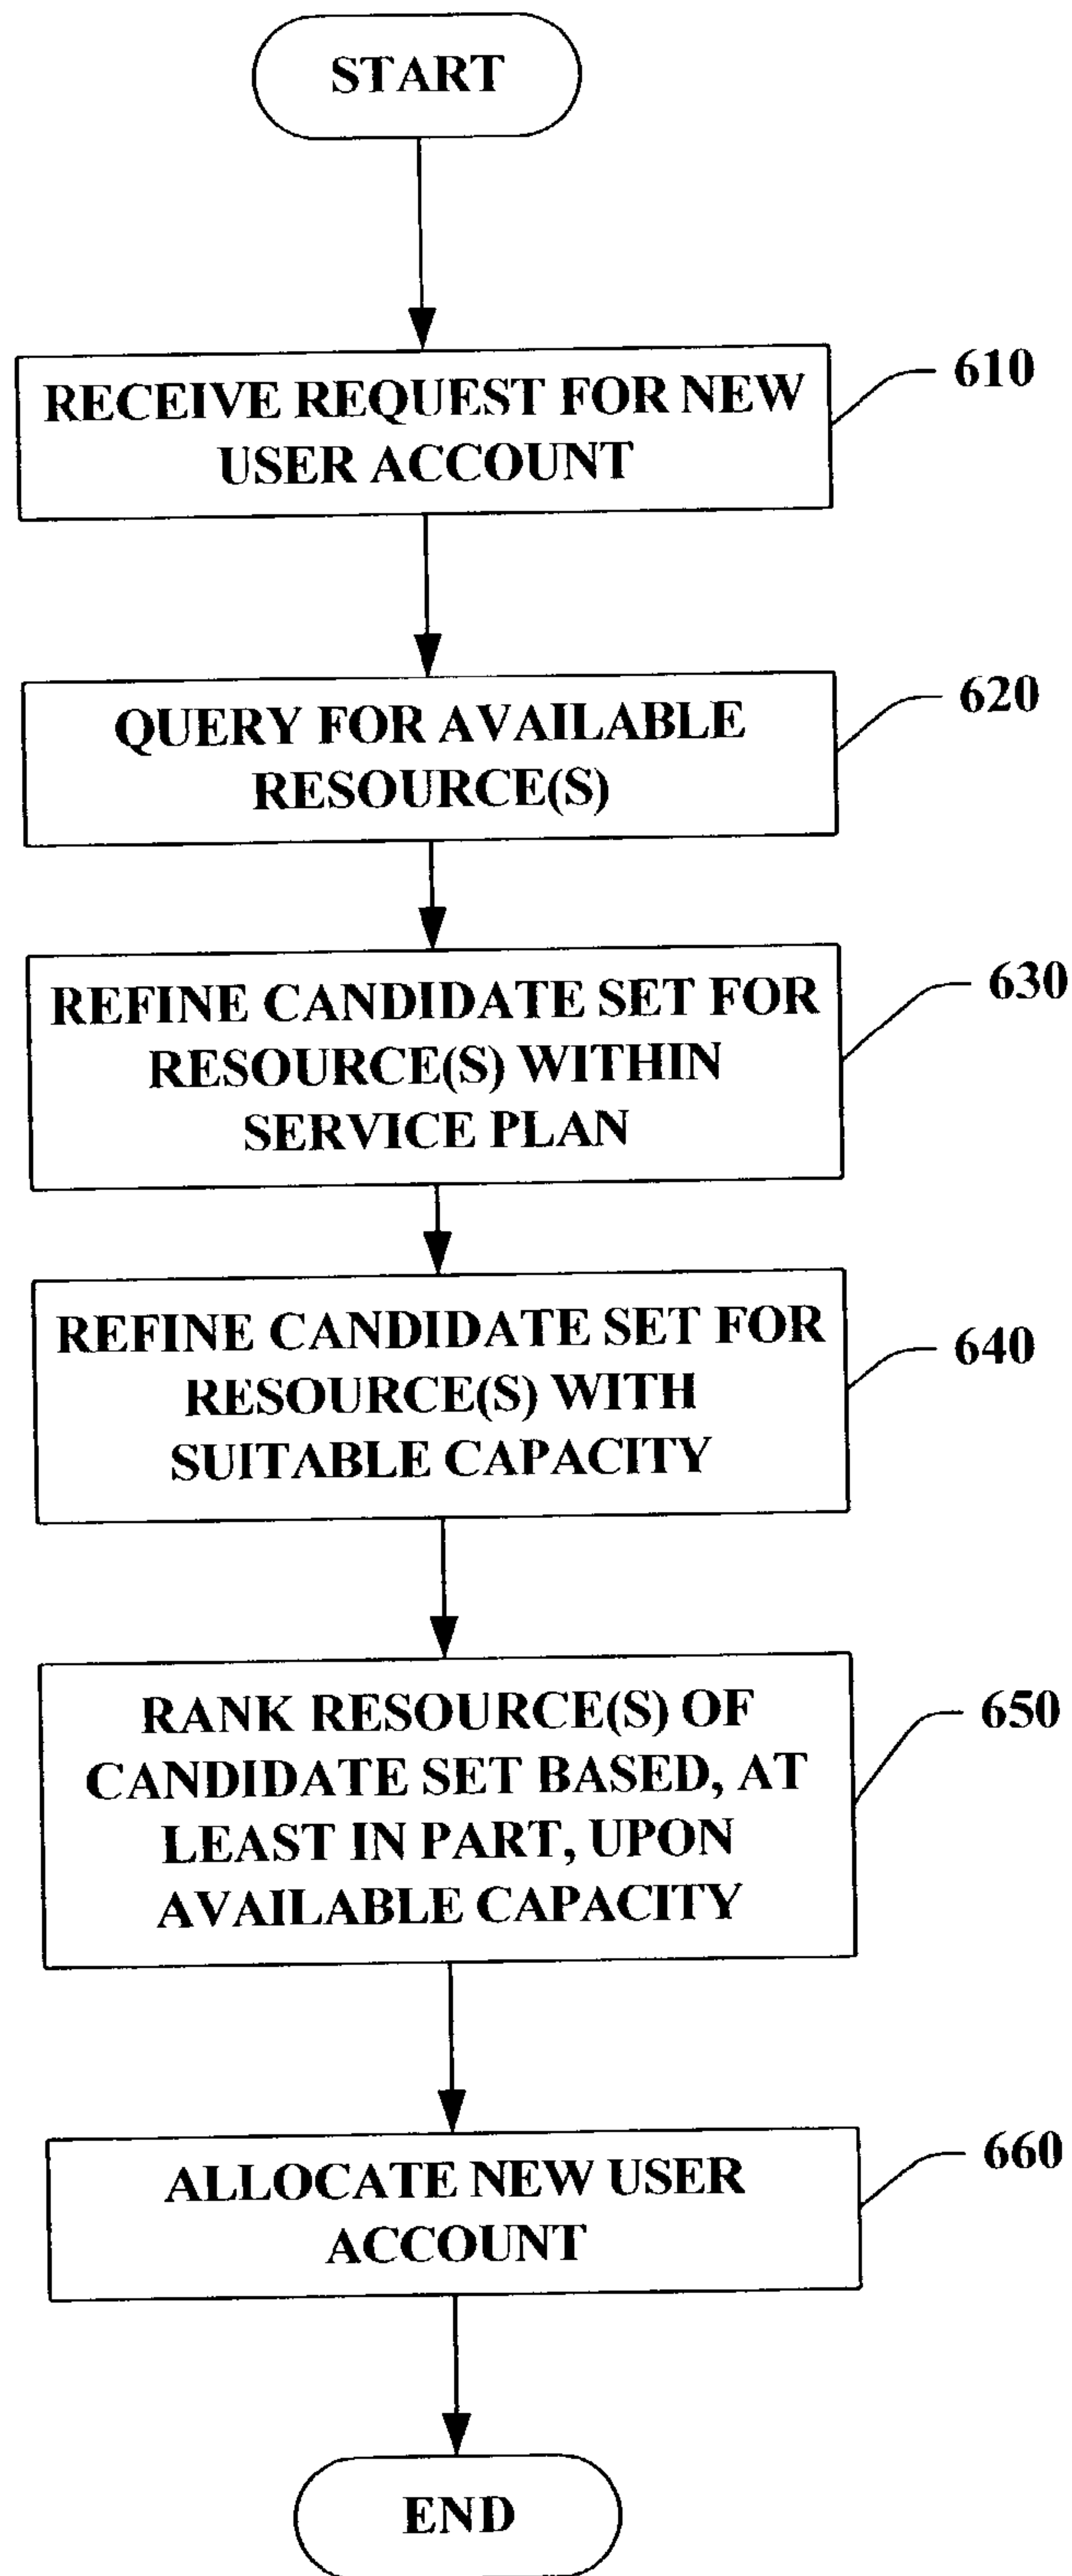 START
RECEIVE REQUEST FOR NEW
USER ACCOUNT
610
QUERY FOR AVAILABLE
RESOURCE(S)
620
REFINE CANDIDATE SET FOR
RESOURCE(S) WITHIN
SERVICE PLAN
630
REFINE CANDIDATE SET FOR
RESOURCE(S) WITH
SUITABLE CAPACITY
640
RANK RESOURCE(S) OF
CANDIDATE SET BASED, AT
LEAST IN PART, UPON
AVAILABLE CAPACITY
650
ALLOCATE NEW USER
ACCOUNT
660
END